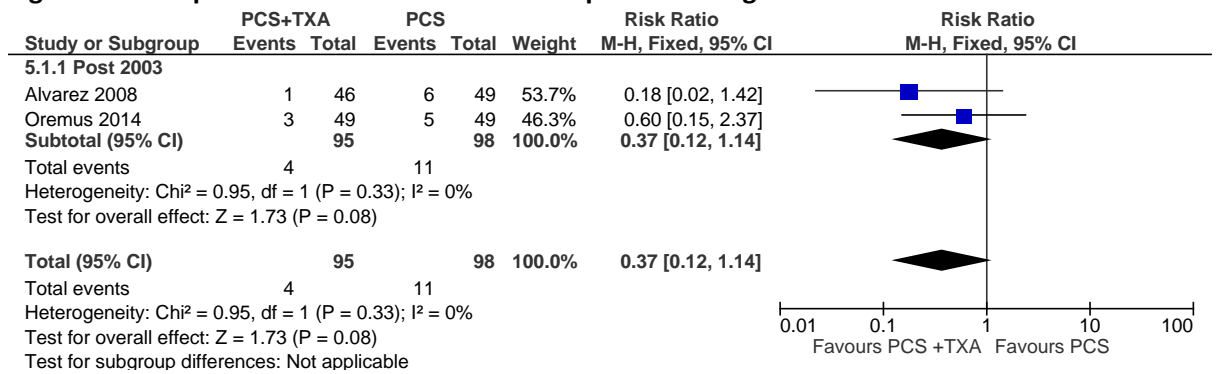 PCS+TXA PCS Risk Ratio Risk Ratio
Study or Subgroup Events Total Events Total Weight M-H, Fixed, 95% CI M-H, Fixed, 95% CI
5.1.1 Post 2003
Alvarez 2008 1 46 6 49 53.7% 0.18 [0.02, 1.42]
Oremus 2014 3 49 5 49 46.3% 0.60 [0.15, 2.37]
Subtotal (95% CI) 95 98 100.0% 0.37 [0.12, 1.14]
Total events 4 11
Heterogeneity: Chi² = 0.95, df = 1 (P = 0.33); I² = 0%
Test for overall effect: Z = 1.73 (P = 0.08)
Total (95% CI) 95 98 100.0% 0.37 [0.12, 1.14]
Total events 4 11
Heterogeneity: Chi² = 0.95, df = 1 (P = 0.33); I² = 0%
Test for overall effect: Z = 1.73 (P = 0.08)
Test for subgroup differences: Not applicable
0.01 0.1 1 10 100
Favours PCS +TXA Favours PCS